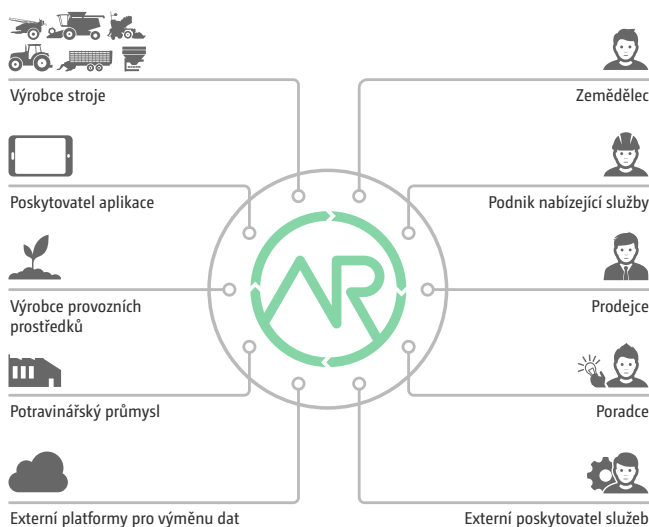 Výrobce stroje
Zemědělec
Poskytovatel aplikace
Podnik nabízející služby
AR
Výrobce provozních
prostředků
Prodejce
Potravinářský průmysl
Poradce
Externí platformy pro výměnu dat
Externí poskytovatel služeb